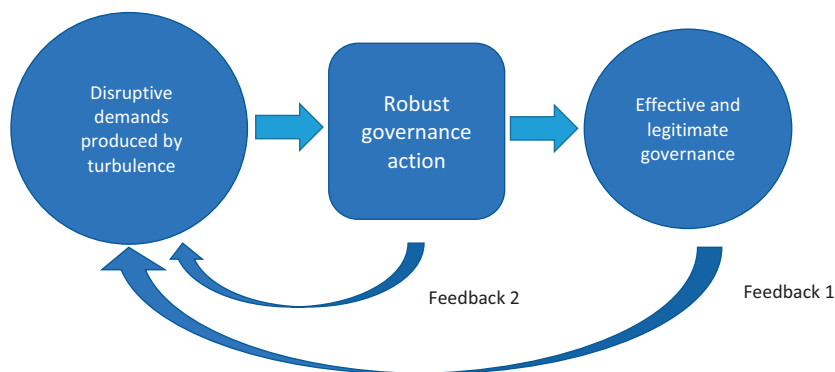 Disruptive
demands
produced by
turbulence
Robust
governance
action
Effective and
legitimate
governance
Feedback 2
Feedback 1